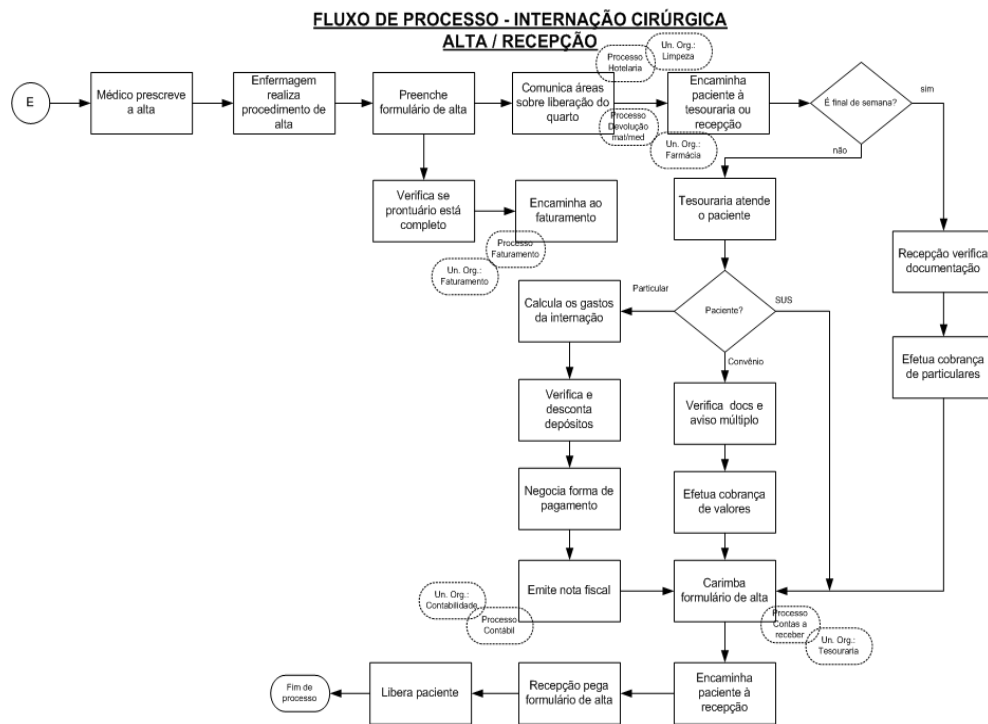 FLUXO DE PROCESSO - INTERNAÇÃO CIRÚRGICA
ALTA / RECEPÇÃO
E
Médico prescreve
a alta
Enfermagem
realiza
procedimento de
alta
Preenche
formulário de alta
Comunica áreas
sobre liberação do
quarto
Processo
Hotelaria
Un. Org.:
Limpeza
Processo
Devolução
mat/med
Un. Org.:
Farmácia
Encaminha
paciente à
tesouraria ou
recepção
É final de semana?
sim
não
Verifica se
prontuário está
completo
Encaminha ao
faturamento
Processo
Faturamento
Un. Org.:
Faturamento
Tesouraria atende
o paciente
Recepção verifica
documentação
Efetua cobrança
de particulares
Paciente?
Particular
SUS
Convênio
Calcula os gastos
da internação
Verifica e
desconta
depósitos
Negocia forma de
pagamento
Emite nota fiscal
Un. Org.:
Contabilidade
Processo
Contábil
Verifica docs e
aviso múltiplo
Efetua cobrança
de valores
Carimba
formulário de alta
Processo
Contas a
receber
Un. Org.:
Tesouraria
Encaminha
paciente à
recepção
Recepção pega
formulário de alta
Libera paciente
Fim de
processo